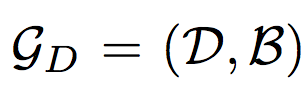 𝒢_D = (𝒟, ℬ)